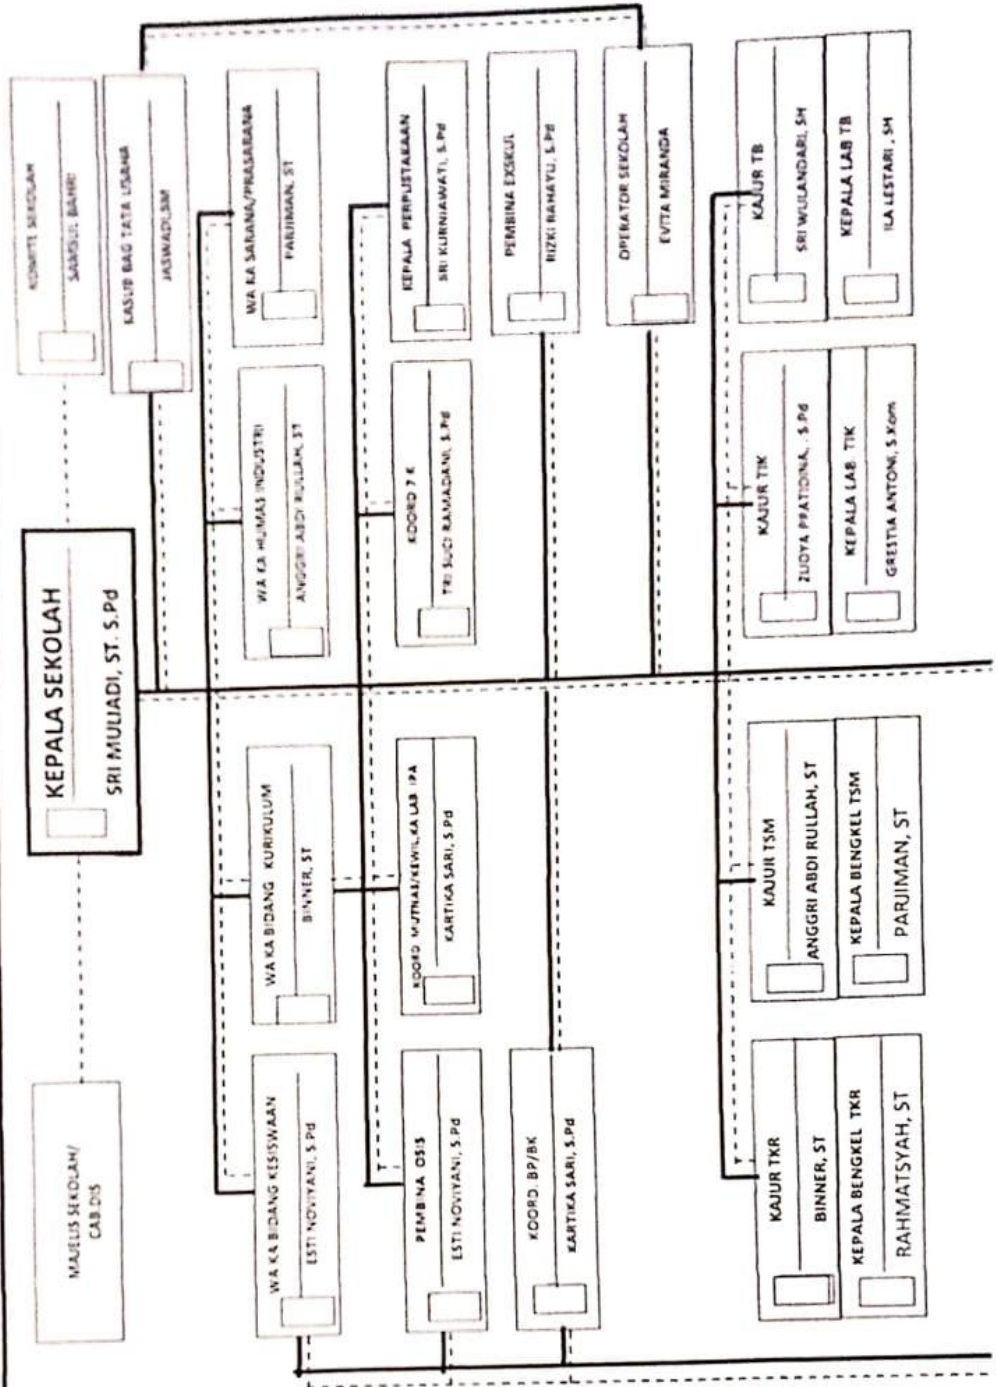 KEPALA SEKOLAH
SRI MULIADI, ST. S.Pd
MAJELIS SEKOLAH/
CAB.DIS
KOMITE SEKOLAH
SAMSUL BAHRI
KASUB BAG TATA USAHA
JASWADI,SM
WA KA BIDANG KESISWAAN
ESTI NOVIYANI, S.Pd
WA KA BIDANG KURIKULUM
BINNER, ST
WA KA HUMAS INDUSTRI
ANGGRI ABDI RULLAH, ST
WA KA SARANA/PRASARANA
PARJIMAN, ST
PEMBINA OSIS
ESTI NOVIYANI, S.Pd
KOORD. LAB. IPA
KARTIKA SARI, S.Pd
KOORD 7 K
TRI SUCI RAMADANI, S.Pd
KEPALA PERPUSTAKAAN
SRI KURNIAWATI, S.Pd
KOORD. BP/BK
KARTIKA SARI, S.Pd
PEMBINA EKSKUL
RIZKI RAHAYU, S.Pd
OPERATOR SEKOLAH
EVITA MIRANDA
KAJUR TKR
BINNER, ST
KEPALA BENGKEL TKR
RAHMATSYAH, ST
KAJUR TSM
ANGGRI ABDI RULLAH, ST
KEPALA BENGKEL TSM
PARJIMAN, ST
KAJUR TIK
ZUDYA PRATIDINA, . S.Pd
KEPALA LAB. TIK
GRESTIA ANTONI, S.Kom
KAJUR TB
SRI WULANDARI, SH
KEPALA LAB TB
ILA LESTARI , SH